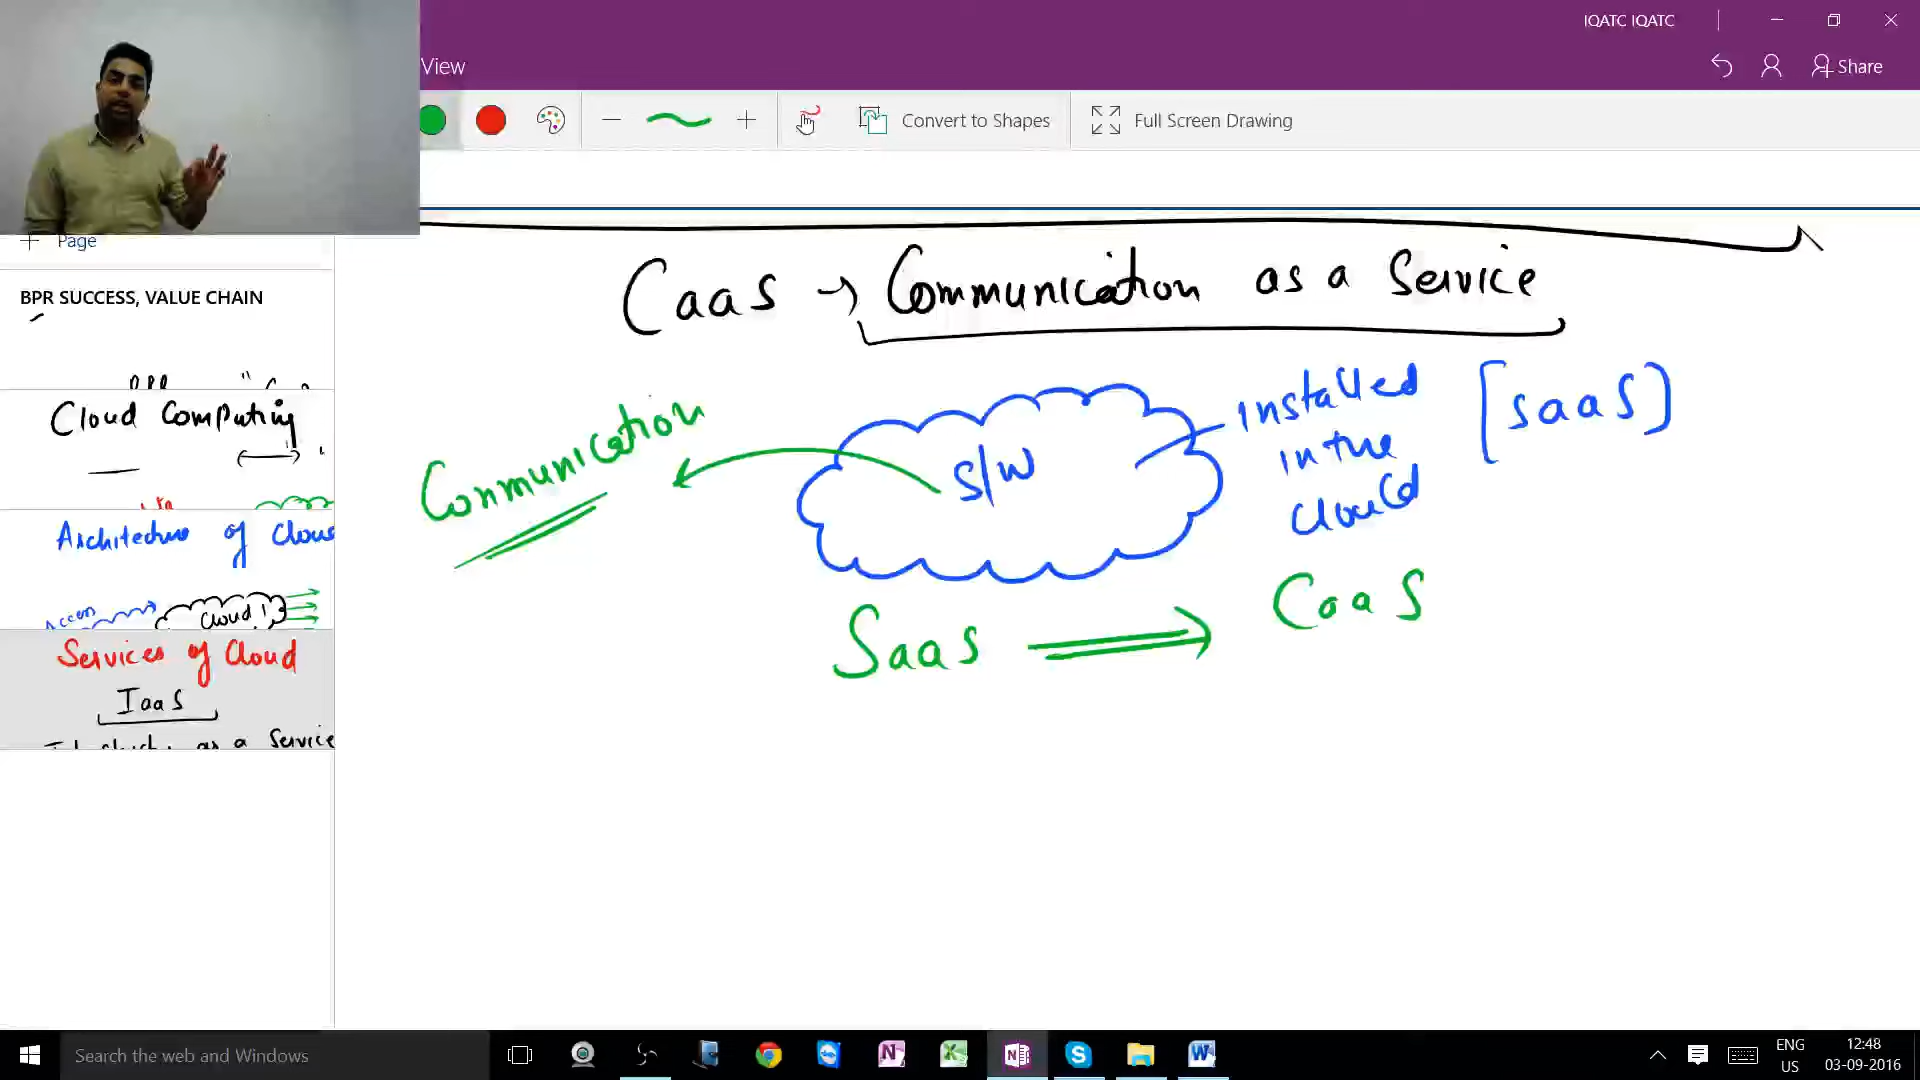 IQATC IQATC
View
Share
Convert to Shapes
Full Screen Drawing
Page
BPR SUCCESS, VALUE CHAIN
Cloud Computing
Architecture of Cloud
Access
Cloud
Services of Cloud
IaaS
as a Service
CaaS → Communication as a Service
Communication
S/W
installed
in the
cloud
[SaaS]
SaaS ⇒ CaaS
Search the web and Windows
ENG
US
12:48
03-09-2016